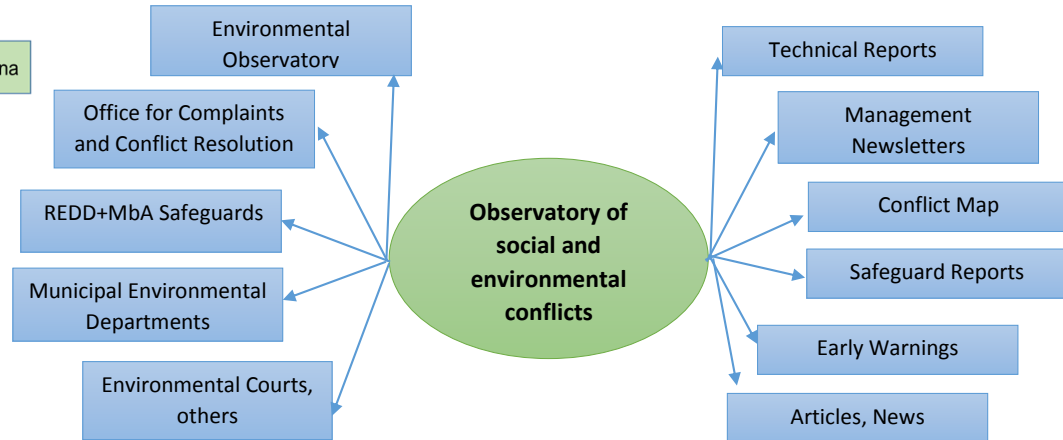 Environmental
Observatory
na
Office for Complaints
and Conflict Resolution
REDD+MbA Safeguards
Municipal Environmental
Departments
Environmental Courts,
others
Observatory of
social and
environmental
conflicts
Technical Reports
Management
Newsletters
Conflict Map
Safeguard Reports
Early Warnings
Articles, News